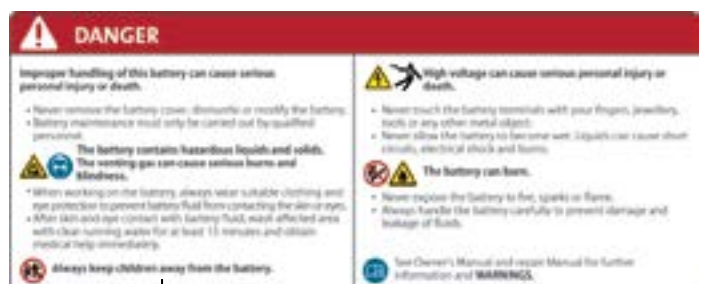 DANGER
Improper handling of this battery can cause serious
personal injury or death.
• Never remove the battery cover, dismantle or modify the battery.
• Battery maintenance must only be carried out by qualified
personnel.
The battery contains hazardous liquids and solids.
The venting gas can cause serious burns and
blindness.
• When working on the battery, always wear suitable clothing and
eye protection to prevent battery fluid from contacting the skin or eyes.
• After skin and eye contact with battery fluid, wash affected area
with clear running water for at least 15 minutes and obtain
medical help immediately.
Always keep children away from the battery.
High voltage can cause serious personal injury or
death.
• Never touch the battery terminals with your fingers, jewellery,
tools or any other metal object.
• Never allow the battery to become wet. Liquids can cause short
circuits, electrical shock and burns.
The battery can burn.
• Never expose the battery to fire, sparks or flame.
• Always handle the battery carefully to prevent damage and
leakage of fluids.
See Owner's Manual and repair Manual for further
information and WARNINGS.